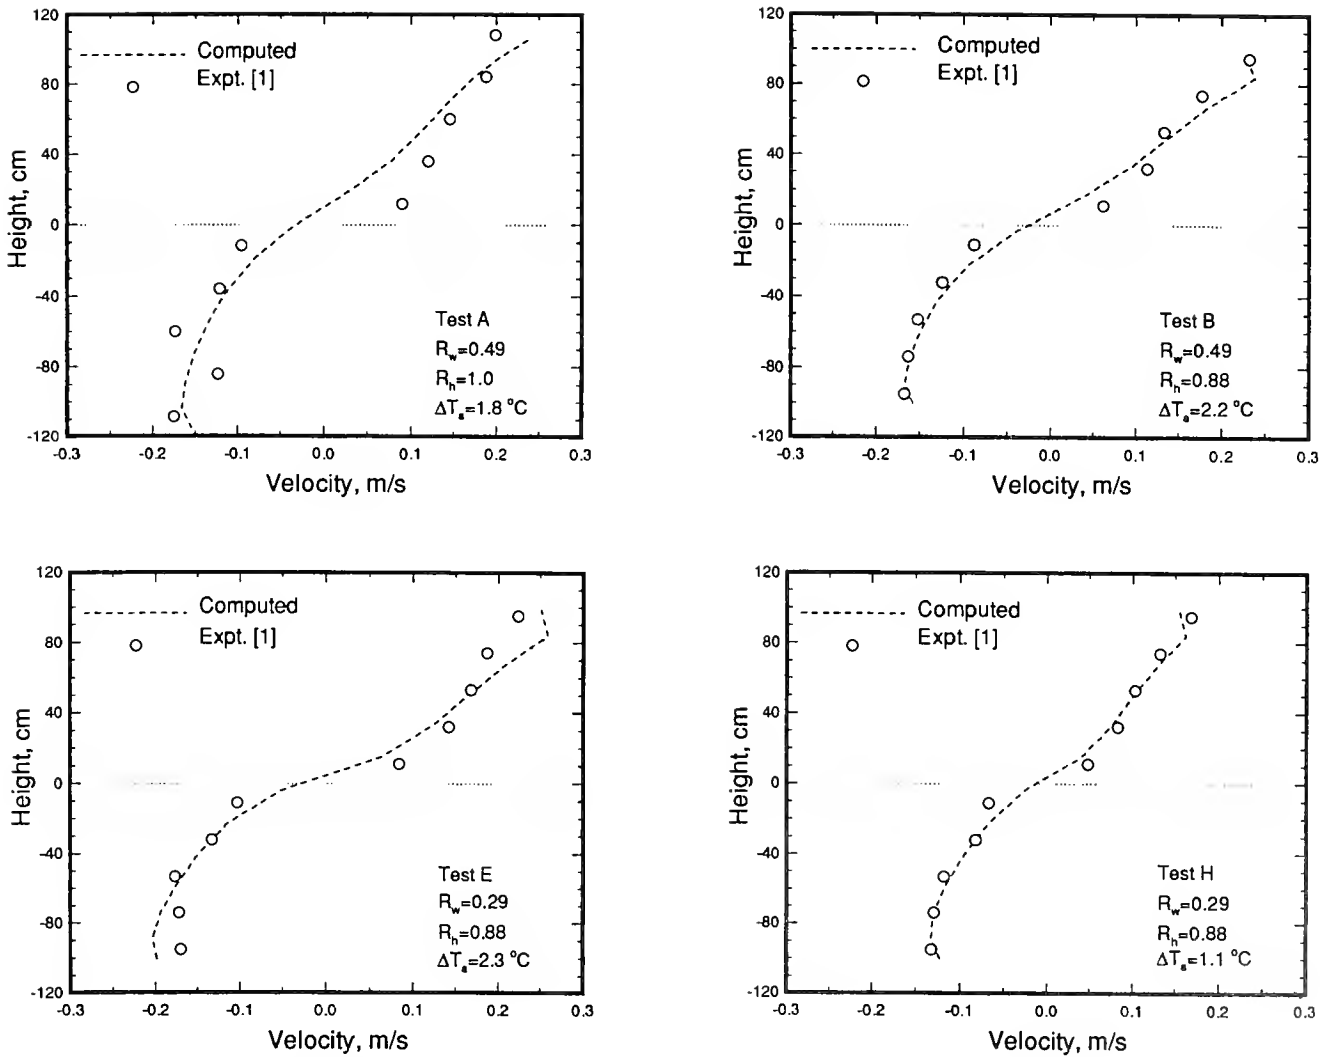 120
80
40
0
-40
-80
-120
Height, cm
Computed
Expt. [1]
Test A
R_w=0.49
R_h=1.0
ΔT_a=1.8 °C
-0.3 -0.2 -0.1 0.0 0.1 0.2 0.3
Velocity, m/s
120
80
40
0
-40
-80
-120
Height, cm
Computed
Expt. [1]
Test B
R_w=0.49
R_h=0.88
ΔT_a=2.2 °C
-0.3 -0.2 -0.1 0.0 0.1 0.2 0.3
Velocity, m/s
120
80
40
0
-40
-80
-120
Height, cm
Computed
Expt. [1]
Test E
R_w=0.29
R_h=0.88
ΔT_a=2.3 °C
-0.3 -0.2 -0.1 0.0 0.1 0.2 0.3
Velocity, m/s
120
80
40
0
-40
-80
-120
Height, cm
Computed
Expt. [1]
Test H
R_w=0.29
R_h=0.88
ΔT_a=1.1 °C
-0.3 -0.2 -0.1 0.0 0.1 0.2 0.3
Velocity, m/s